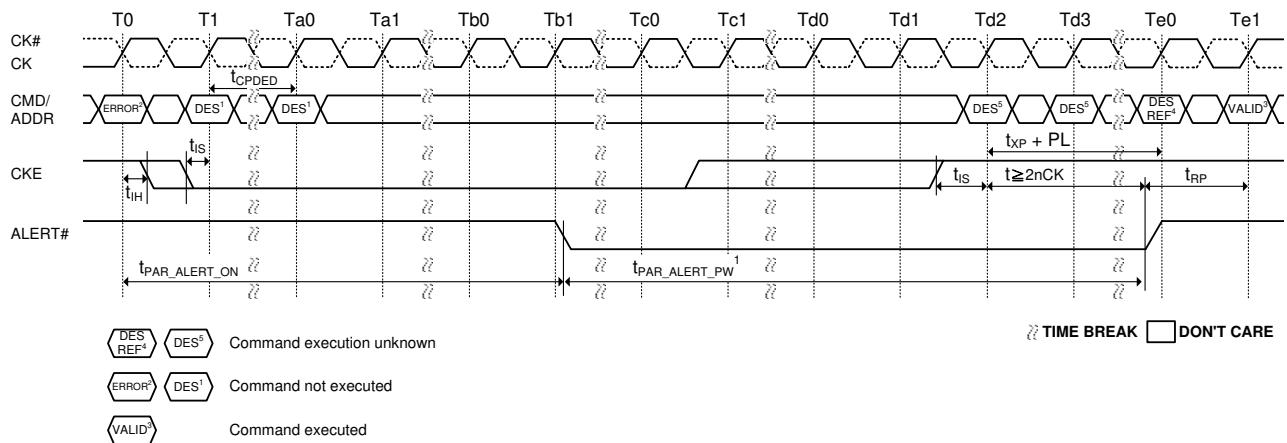 T0 T1 Ta0 Ta1 Tb0 Tb1 Tc0 Tc1 Td0 Td1 Td2 Td3 Te0 Te1
CK#
CK
tCPDED
CMD/
ADDR
ERROR² DES¹ DES¹ DES⁵ DES⁵ DES
REF⁴ VALID³
tIS
tXP + PL
CKE
tIH
tIS t≧2nCK tRP
ALERT#
tPAR_ALERT_ON tPAR_ALERT_PW¹
DES
REF⁴ DES⁵ Command execution unknown
ERROR² DES¹ Command not executed
VALID³ Command executed
TIME BREAK DON'T CARE